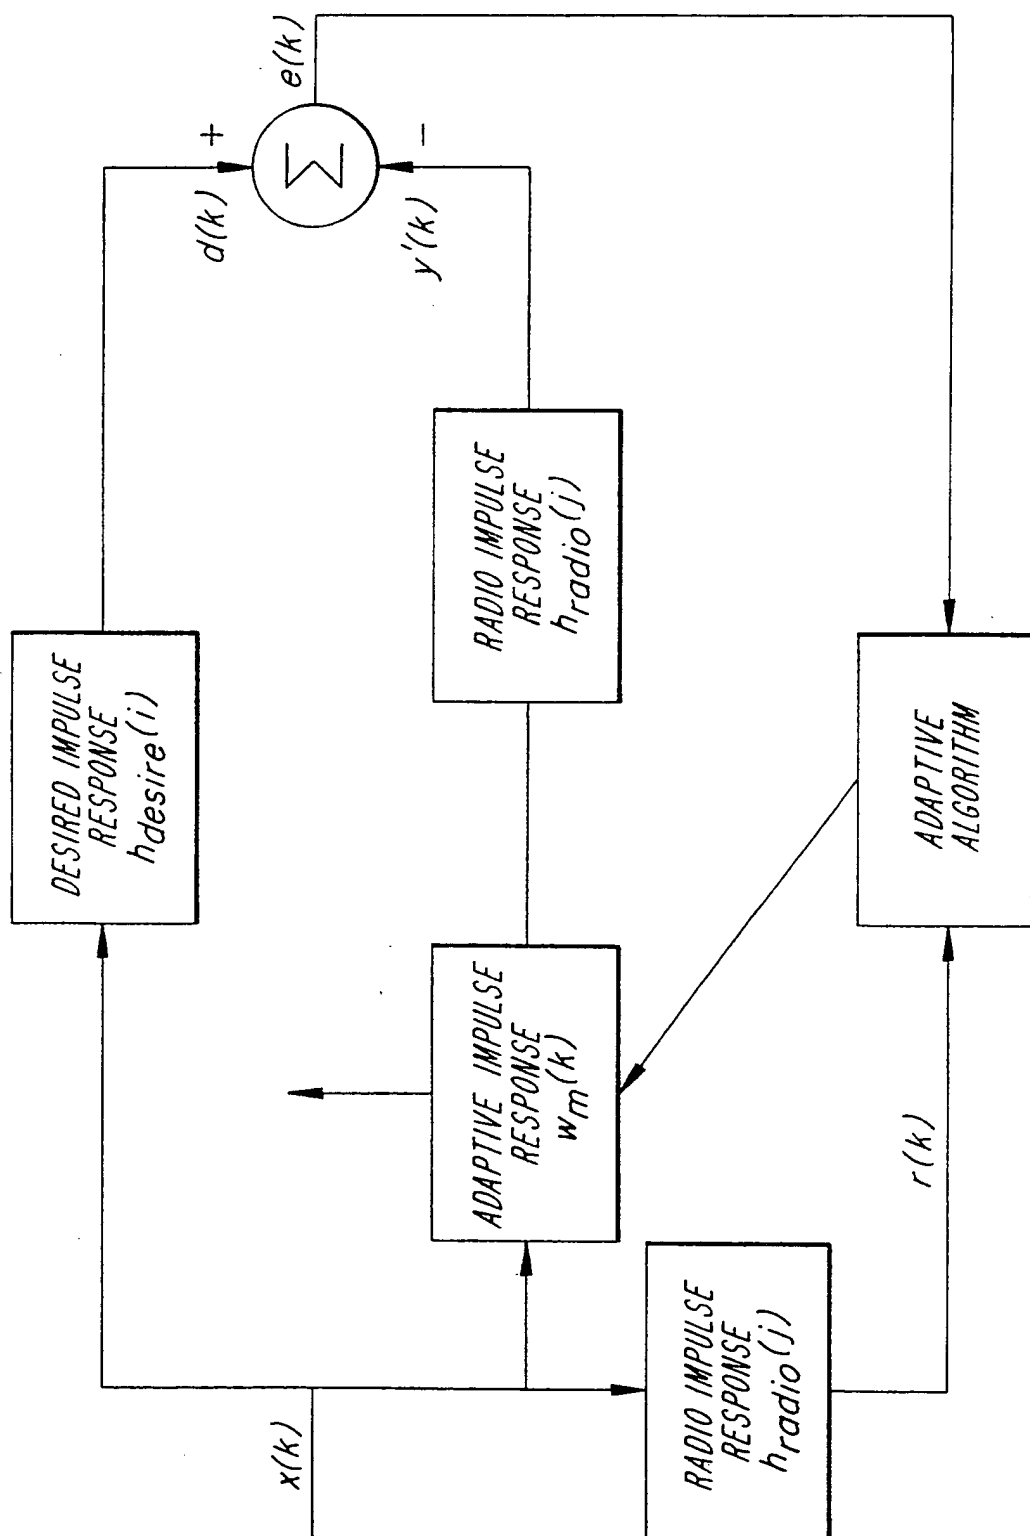 DESIRED IMPULSE
RESPONSE
hdesire(i)
d(k)
+
e(k)
Σ
x(k)
ADAPTIVE IMPULSE
RESPONSE
wm(k)
RADIO IMPULSE
RESPONSE
hradio(j)
y'(k)
-
RADIO IMPULSE
RESPONSE
hradio(j)
r(k)
ADAPTIVE
ALGORITHM